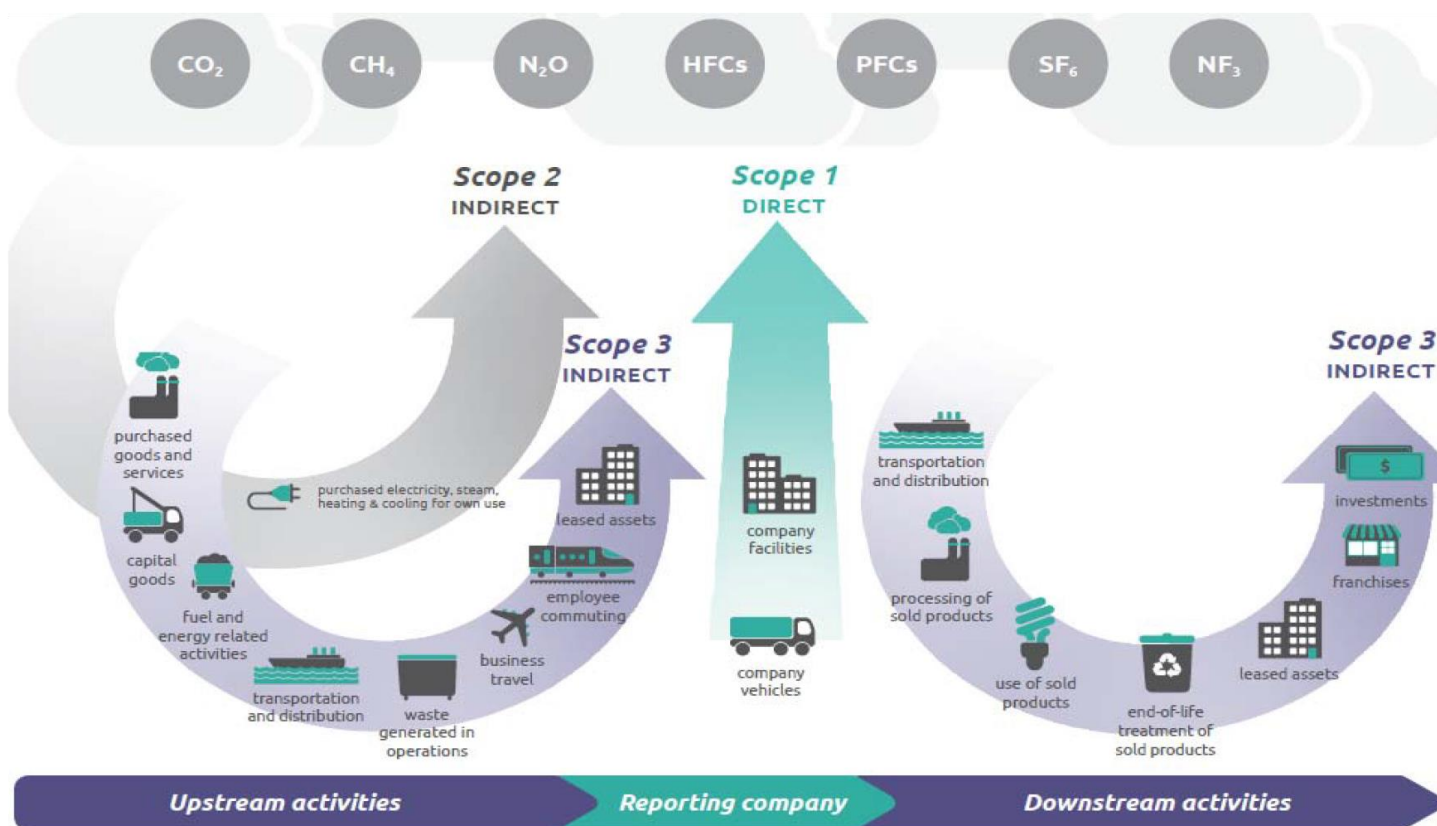 CO₂
CH₄
N₂O
HFCs
PFCs
SF₆
NF₃
Scope 2
INDIRECT
Scope 1
DIRECT
Scope 3
INDIRECT
Scope 3
INDIRECT
purchased
goods and
services
capital
goods
fuel and
energy related
activities
purchased electricity, steam,
heating & cooling for own use
transportation
and distribution
waste
generated in
operations
business
travel
employee
commuting
leased assets
company
facilities
company
vehicles
transportation
and distribution
processing of
sold products
use of sold
products
end-of-life
treatment of
sold products
leased assets
franchises
$
investments
Upstream activities
Reporting company
Downstream activities